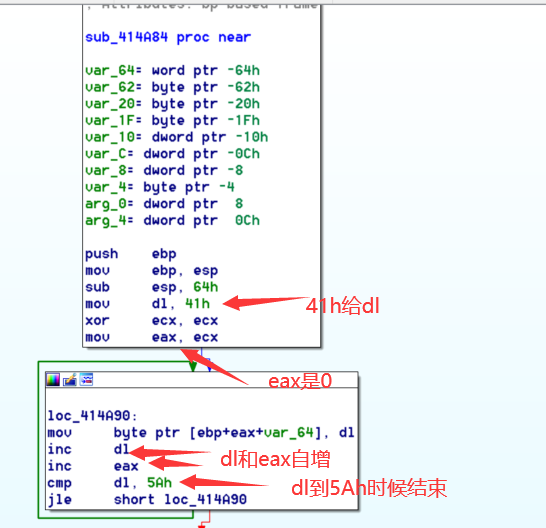 ; Attributes: bp-based frame
sub_414A84 proc near
var_64= word ptr -64h
var_62= byte ptr -62h
var_20= byte ptr -20h
var_1F= byte ptr -1Fh
var_10= dword ptr -10h
var_C= dword ptr -0Ch
var_8= dword ptr -8
var_4= byte ptr -4
arg_0= dword ptr  8
arg_4= dword ptr  0Ch
push    ebp
mov     ebp, esp
sub     esp, 64h
mov     dl, 41h
41h给dl
xor     ecx, ecx
mov     eax, ecx
eax是0
loc_414A90:
mov     byte ptr [ebp+eax+var_64], dl
inc     dl
dl和eax自增
inc     eax
cmp     dl, 5Ah
dl到5Ah时候结束
jle     short loc_414A90